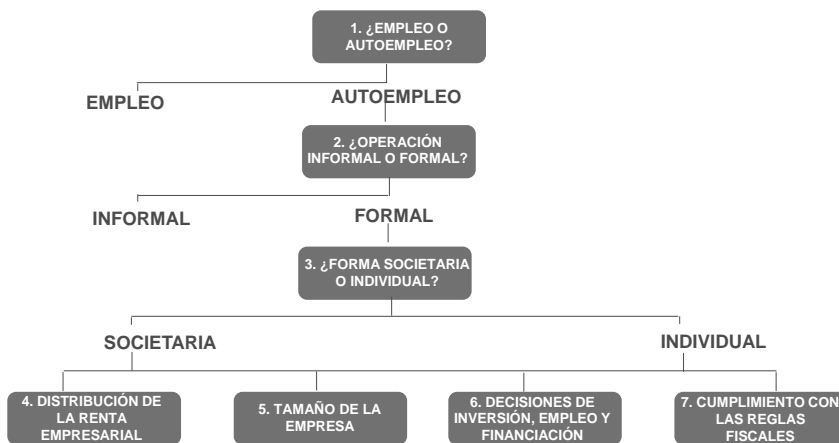 1. ¿EMPLEO O
AUTOEMPLEO?
EMPLEO
AUTOEMPLEO
2. ¿OPERACIÓN
INFORMAL O FORMAL?
INFORMAL
FORMAL
3. ¿FORMA SOCIETARIA
O INDIVIDUAL?
SOCIETARIA
INDIVIDUAL
4. DISTRIBUCIÓN DE
LA RENTA
EMPRESARIAL
5. TAMAÑO DE LA
EMPRESA
6. DECISIONES DE
INVERSIÓN, EMPLEO Y
FINANCIACIÓN
7. CUMPLIMIENTO CON
LAS REGLAS
FISCALES